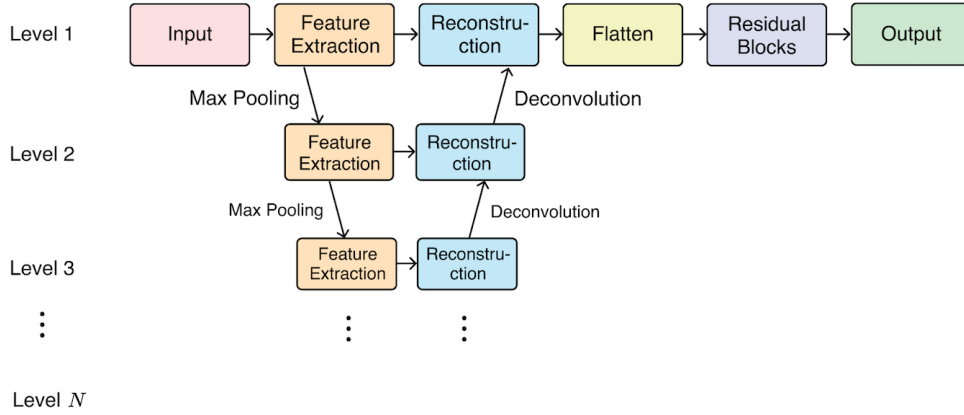 Level 1
Input
Feature
Extraction
Reconstru-
ction
Flatten
Residual
Blocks
Output
Max Pooling
Deconvolution
Level 2
Feature
Extraction
Reconstru-
ction
Max Pooling
Deconvolution
Level 3
Feature
Extraction
Reconstru-
ction
Level N